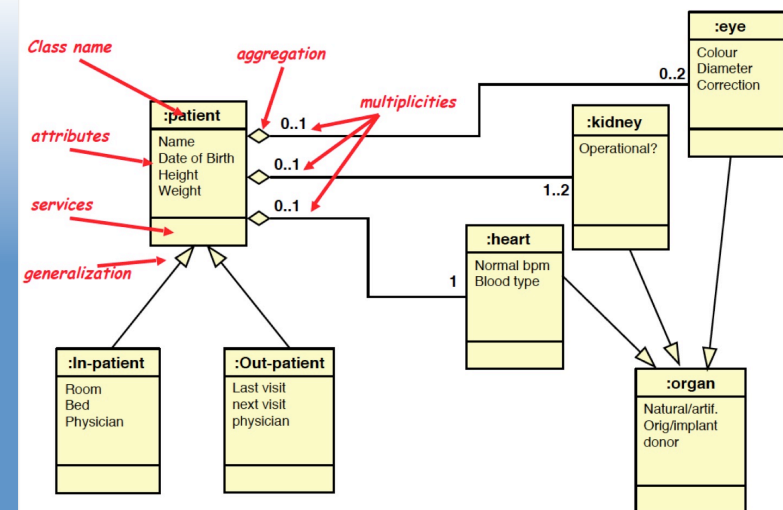 Class name
aggregation
multiplicities
attributes
services
generalization
:patient
Name
Date of Birth
Height
Weight
0..1
0..1
0..1
0..2
1..2
1
:eye
Colour
Diameter
Correction
:kidney
Operational?
:heart
Normal bpm
Blood type
:In-patient
Room
Bed
Physician
:Out-patient
Last visit
next visit
physician
:organ
Natural/artif.
Orig/implant
donor